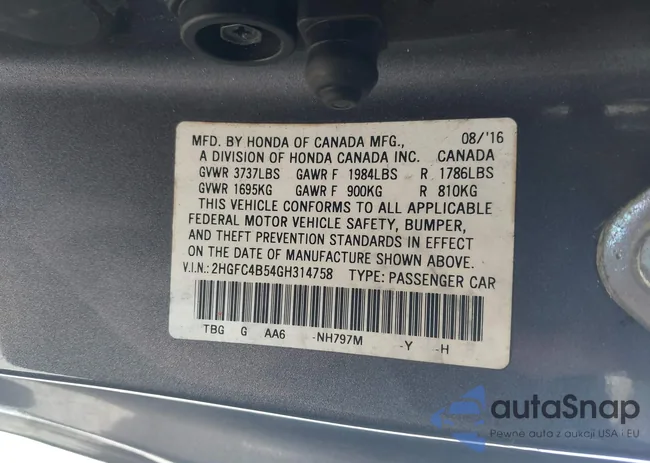 MFD. BY HONDA OF CANADA MFG., 08/'16
A DIVISION OF HONDA CANADA INC. CANADA
GVWR 3737LBS GAWR F 1984LBS R 1786LBS
GVWR 1695KG GAWR F 900KG R 810KG
THIS VEHICLE CONFORMS TO ALL APPLICABLE
FEDERAL MOTOR VEHICLE SAFETY, BUMPER,
AND THEFT PREVENTION STANDARDS IN EFFECT
ON THE DATE OF MANUFACTURE SHOWN ABOVE.
V.I.N.: 2HGFC4B54GH314758 TYPE: PASSENGER CAR
TBG G AA6 -NH797M -Y -H
autaSnap
Pewne auta z aukcji USA • EU